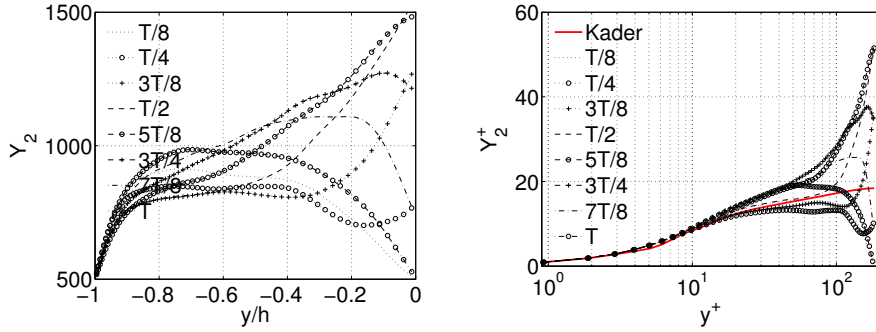 1500
1000
500
Y2
T/8
T/4
3T/8
T/2
5T/8
3T/4
7T/8
T
−1 −0.8 −0.6 −0.4 −0.2 0
y/h
60
40
20
0
Y2+
Kader
T/8
T/4
3T/8
T/2
5T/8
3T/4
7T/8
T
10^0 10^1 10^2
y+